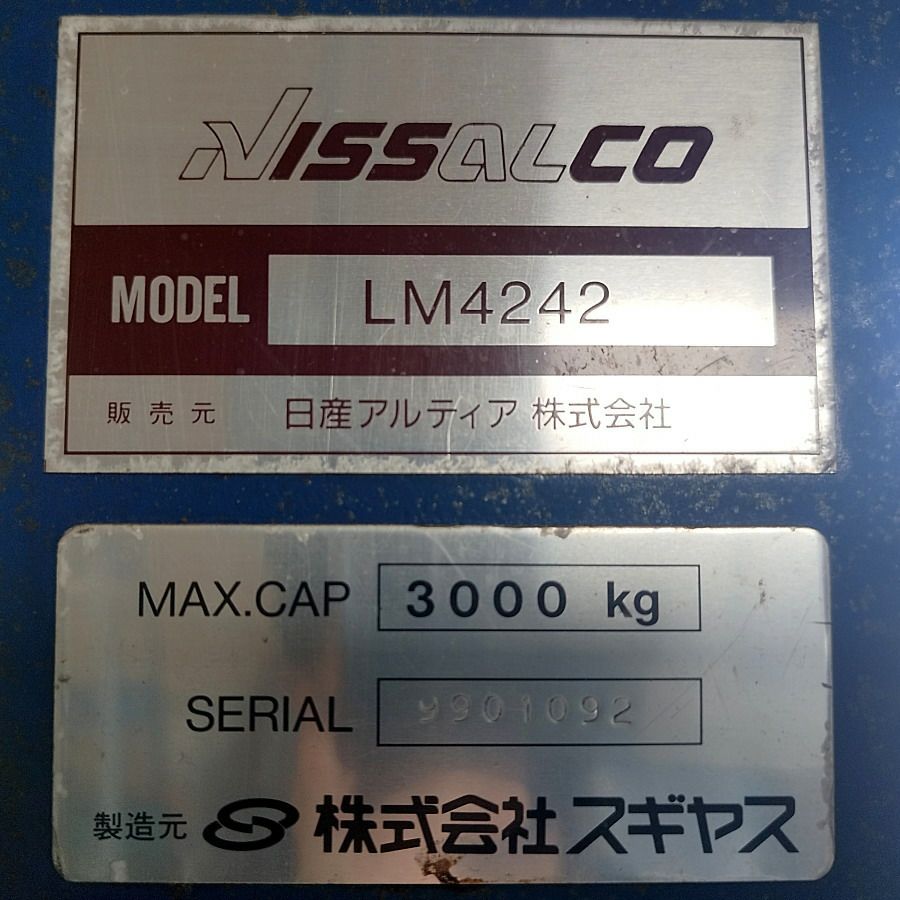 NISSALCO
MODEL LM4242
販売元 日産アルティア 株式会社
MAX.CAP 3000 kg
SERIAL 9901092
製造元 株式会社スギヤス